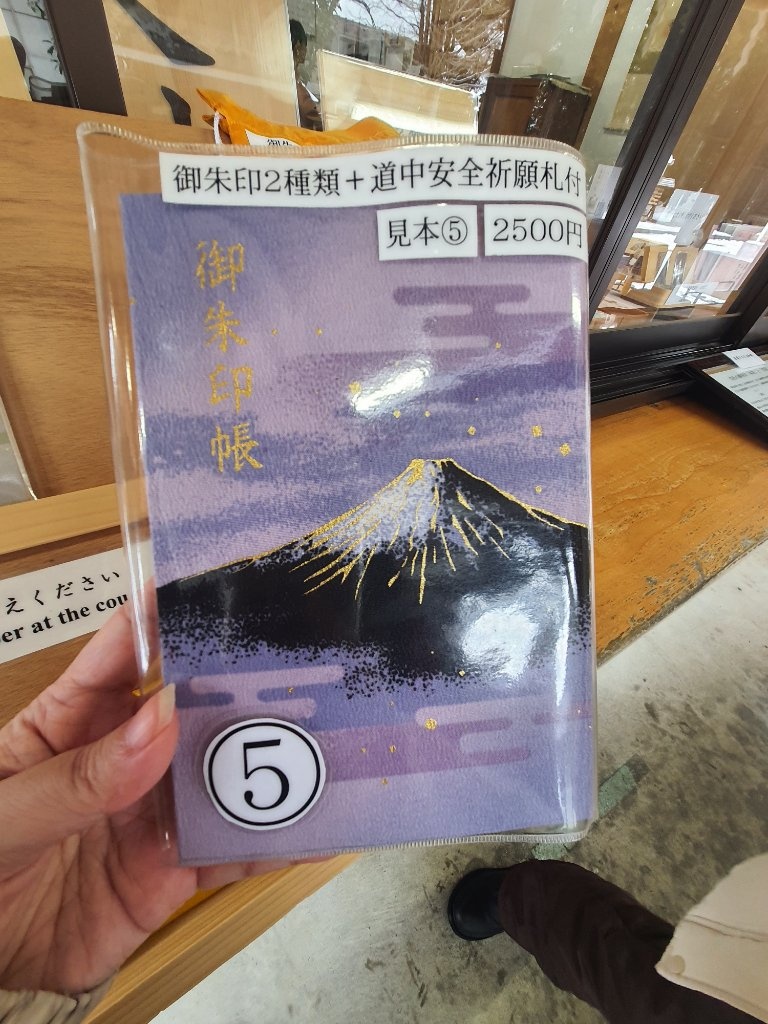 御朱印2種類+道中安全祈願札付
見本⑤
2500円
御朱印帳
えください
er at the cou
5